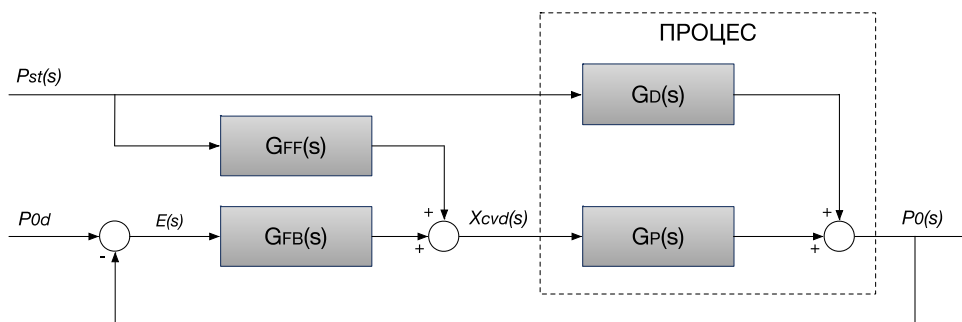 ПРОЦЕС
Pst(s)
GD(s)
GFF(s)
+
+
P0d
E(s)
GFB(s)
Xcvd(s)
GP(s)
P0(s)
-
+
+